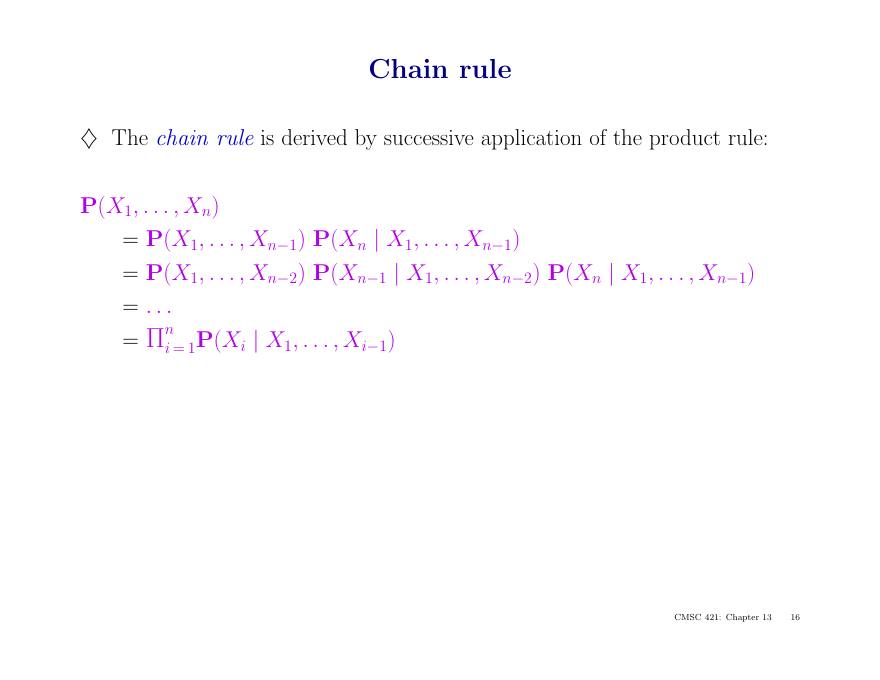 Chain rule
♢ The chain rule is derived by successive application of the product rule:
P(X₁, . . . , Xₙ)
= P(X₁, . . . , Xₙ₋₁) P(Xₙ | X₁, . . . , Xₙ₋₁)
= P(X₁, . . . , Xₙ₋₂) P(Xₙ₋₁ | X₁, . . . , Xₙ₋₂) P(Xₙ | X₁, . . . , Xₙ₋₁)
= . . .
= ∏ⁿᵢ₌₁P(Xᵢ | X₁, . . . , Xᵢ₋₁)
CMSC 421: Chapter 13 16